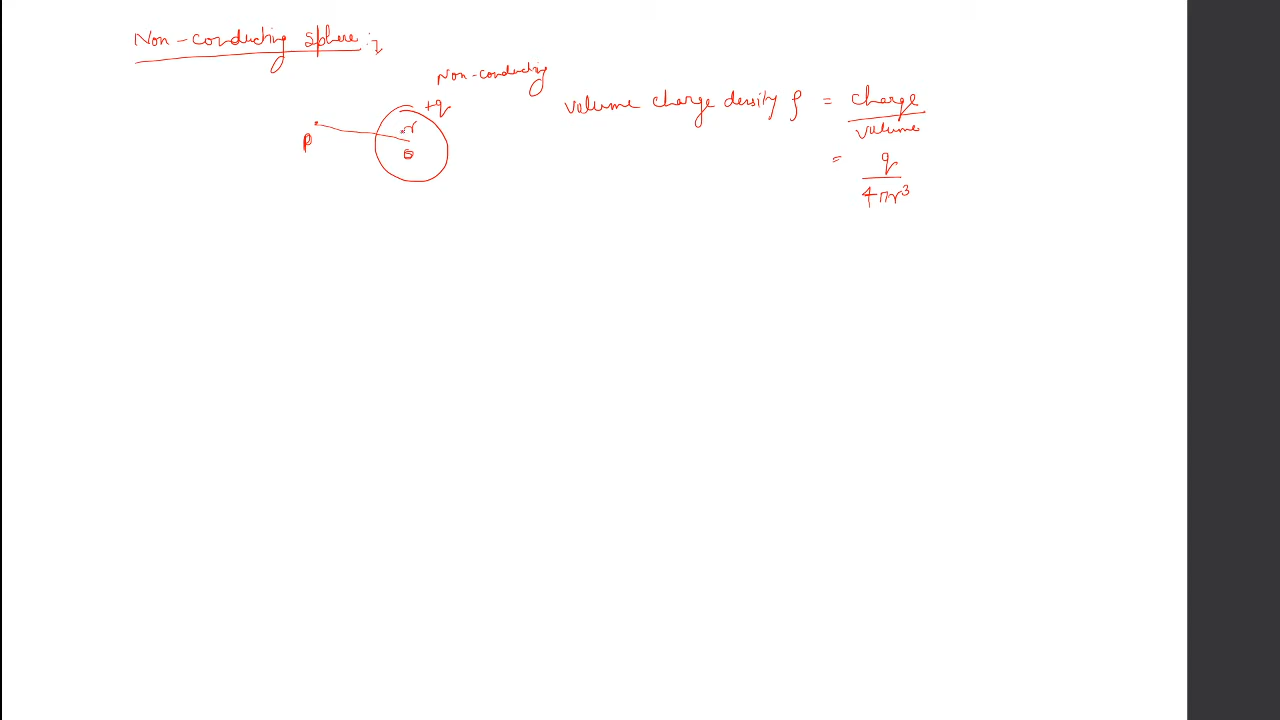 Non-conducting sphere :-
Non-conducting
+q
volume charge density ρ = charge / volume
r
P
O
= q / 4πr³